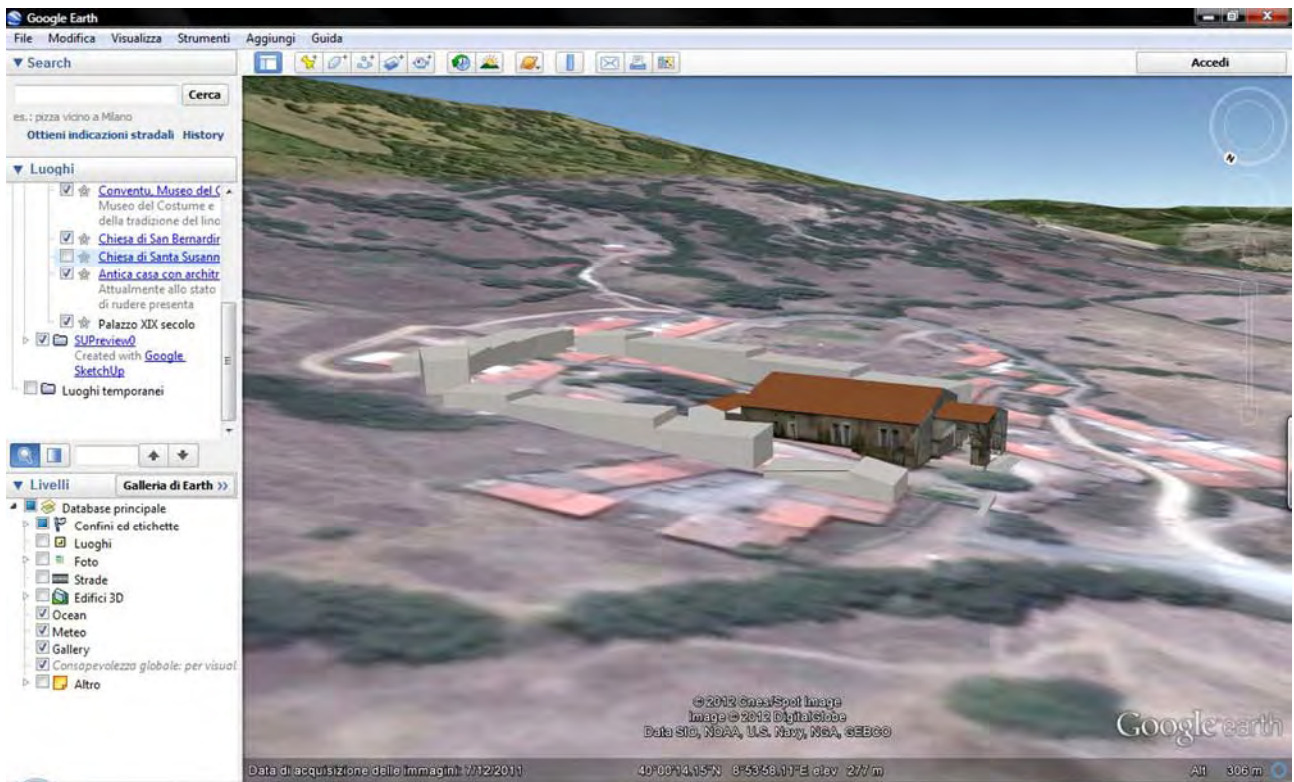 Google Earth
File Modifica Visualizza Strumenti Aggiungi Guida
Search
Cerca
es.: pizza vicino a Milano
Ottieni indicazioni stradali History
Luoghi
Conventu, Museo del C
Museo del Costume e
della tradizione del lino
Chiesa di San Bernardir
Chiesa di Santa Susann
Antica casa con architr
Attualmente allo stato
di rudere presenta
Palazzo XIX secolo
SUPreview0
Created with Google
SketchUp
Luoghi temporanei
Livelli Galleria di Earth >>
Database principale
Confini ed etichette
Luoghi
Foto
Strade
Edifici 3D
Ocean
Meteo
Gallery
Consapevolezza globale: per visual
Altro
Accedi
N
© 2012 Cnes/Spot Image
Image © 2012 DigitalGlobe
Data SIO, NOAA, U.S. Navy, NGA, GEBCO
Google earth
Data di acquisizione delle immagini: 7/12/2011 40°00'14.15"N 8°53'58.11"E elev 277 m Alt 306 m